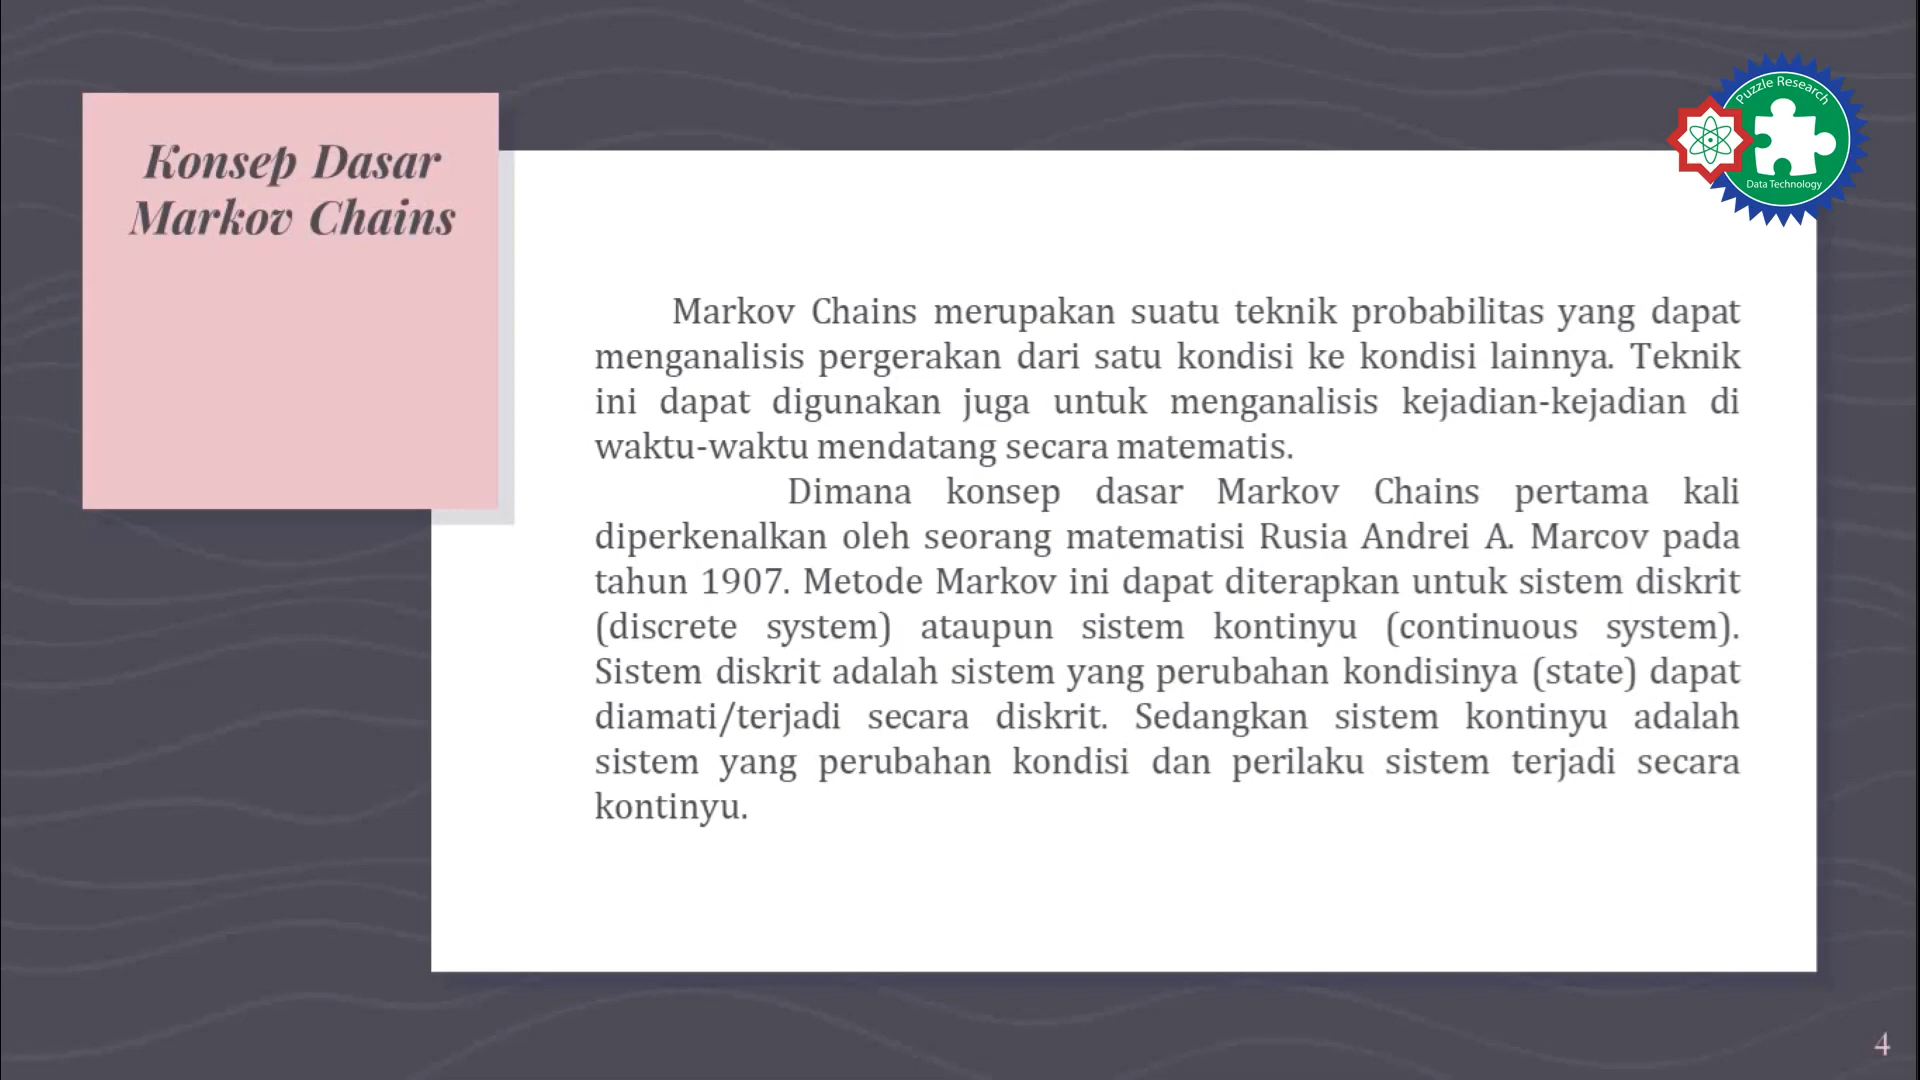 Konsep Dasar
Markov Chains
Puzzle Research
Data Technology
Markov Chains merupakan suatu teknik probabilitas yang dapat
menganalisis pergerakan dari satu kondisi ke kondisi lainnya. Teknik
ini dapat digunakan juga untuk menganalisis kejadian-kejadian di
waktu-waktu mendatang secara matematis.
Dimana konsep dasar Markov Chains pertama kali
diperkenalkan oleh seorang matematisi Rusia Andrei A. Marcov pada
tahun 1907. Metode Markov ini dapat diterapkan untuk sistem diskrit
(discrete system) ataupun sistem kontinyu (continuous system).
Sistem diskrit adalah sistem yang perubahan kondisinya (state) dapat
diamati/terjadi secara diskrit. Sedangkan sistem kontinyu adalah
sistem yang perubahan kondisi dan perilaku sistem terjadi secara
kontinyu.
4